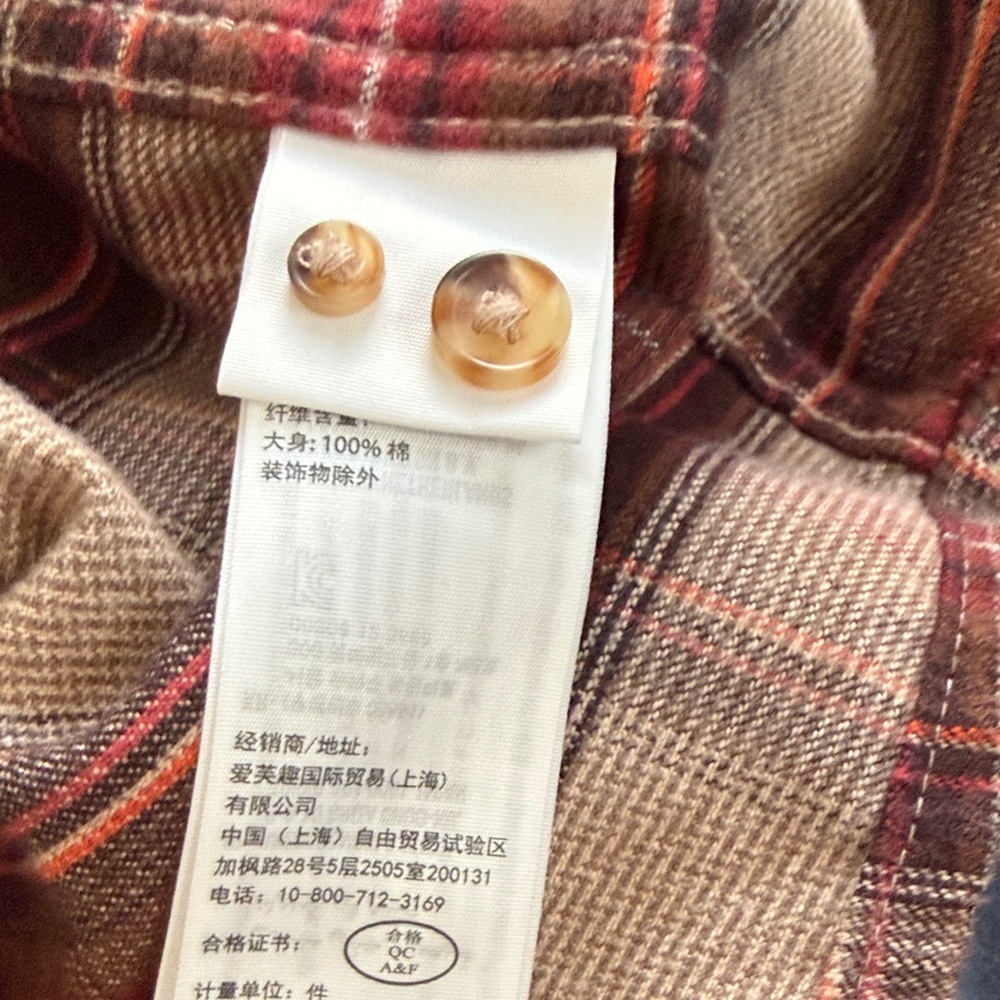 纤维含量：
大身: 100% 棉
装饰物除外
经销商/地址：
爱芙趣国际贸易(上海)
有限公司
中国（上海）自由贸易试验区
加枫路28号5层2505室200131
电话：10-800-712-3169
合格证书：
合格
QC
A&F
计量单位：件